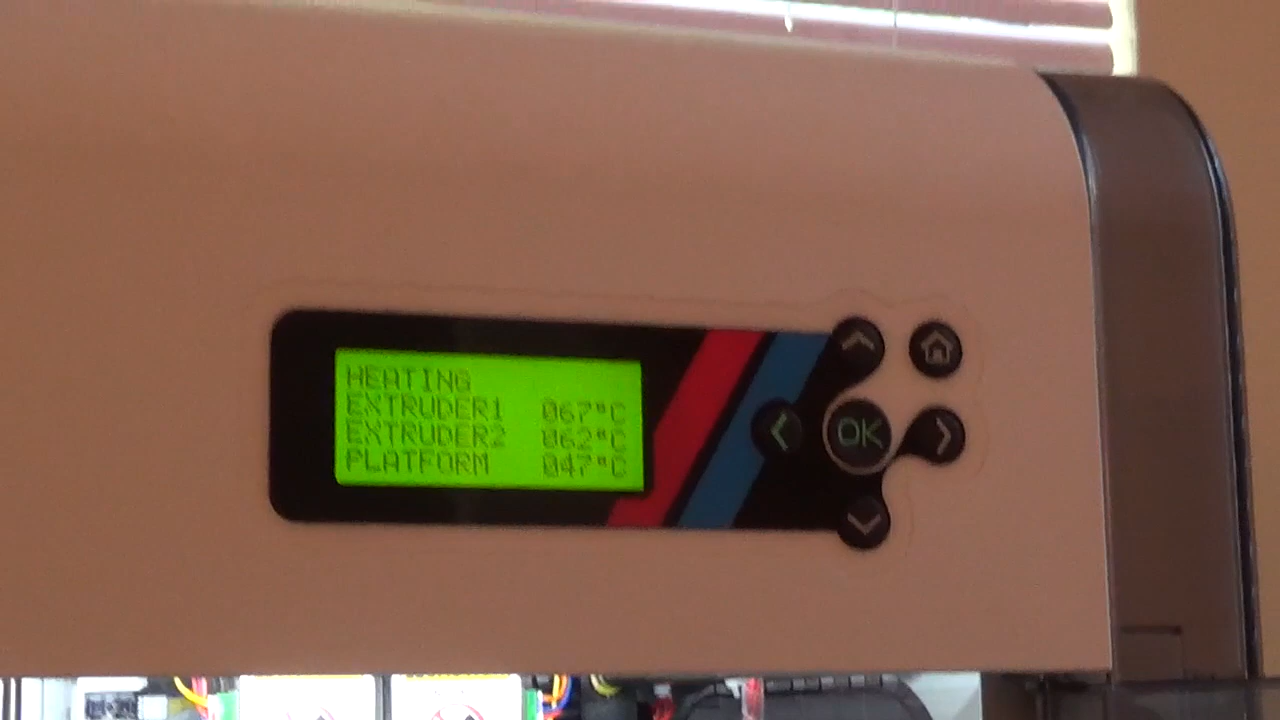 HEATING
EXTRUDER1 067°C
EXTRUDER2 062°C
PLATFORM 047°C
OK